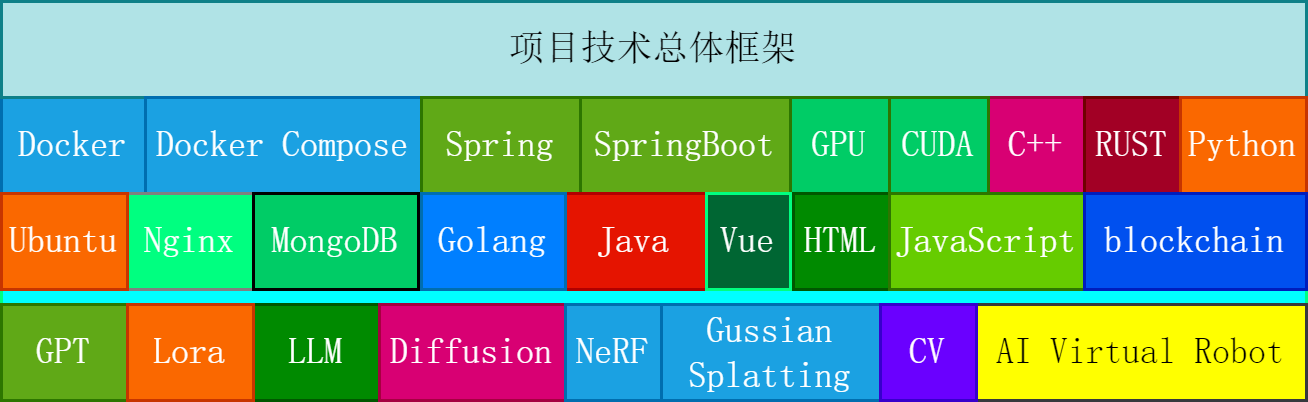 项目技术总体框架
Docker Docker Compose Spring SpringBoot GPU CUDA C++ RUST Python
Ubuntu Nginx MongoDB Golang Java Vue HTML JavaScript blockchain
GPT Lora LLM Diffusion NeRF Gussian Splatting CV AI Virtual Robot